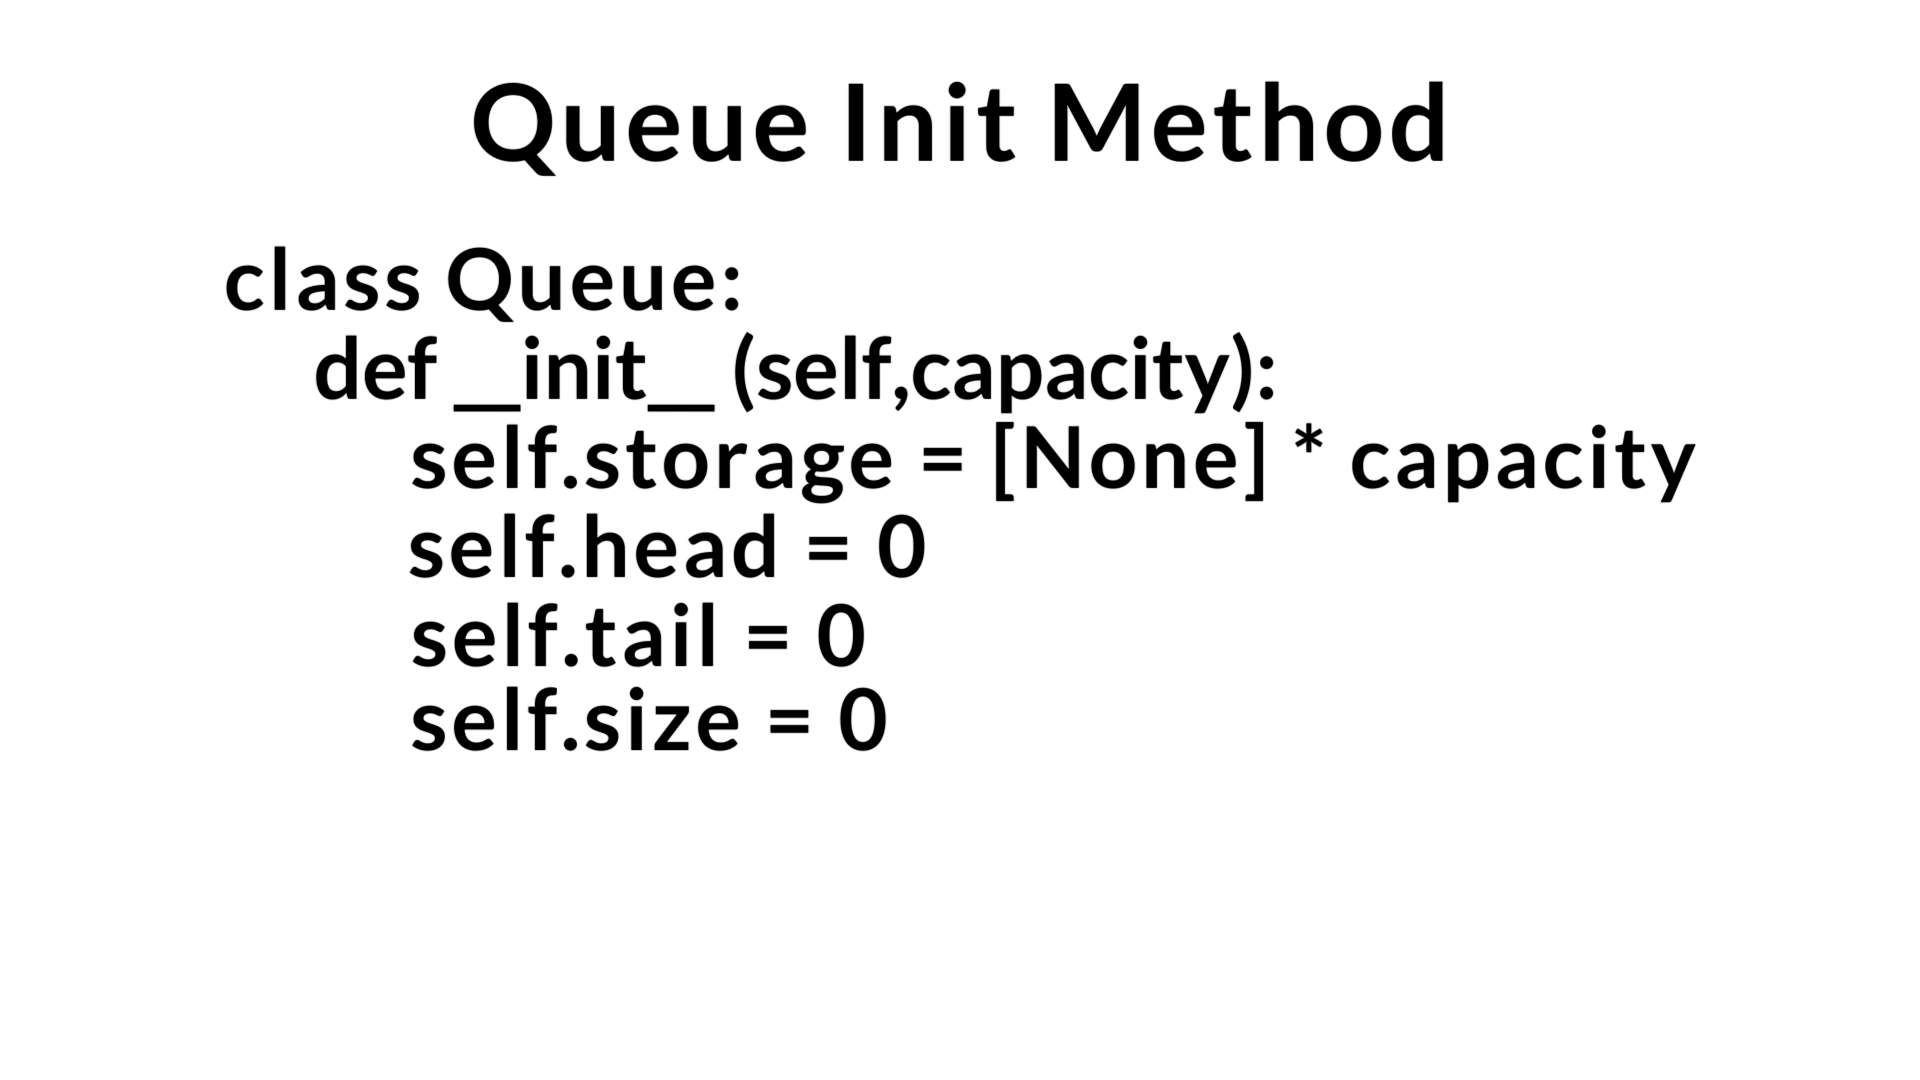 Queue Init Method
class Queue:
def __init__ (self,capacity):
self.storage = [None] * capacity
self.head = 0
self.tail = 0
self.size = 0